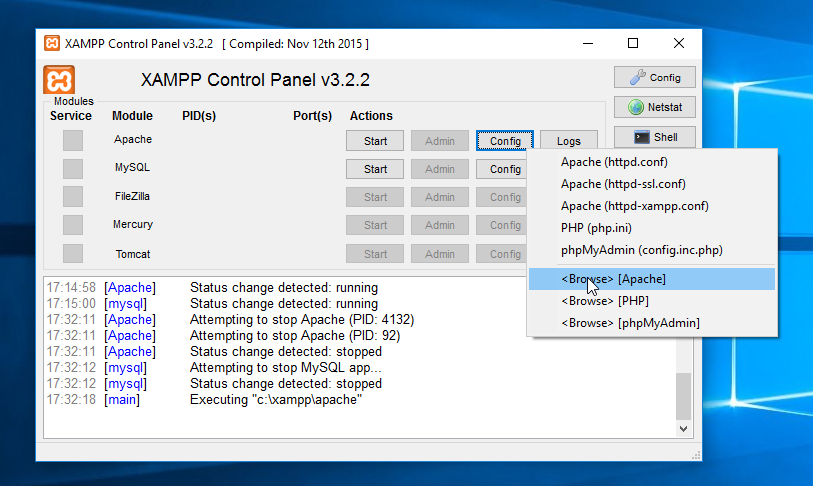 XAMPP Control Panel v3.2.2 [ Compiled: Nov 12th 2015 ]
XAMPP Control Panel v3.2.2
Config
Modules
Netstat
Service Module PID(s) Port(s) Actions
Shell
Apache Start Admin Config Logs
MySQL Start Admin Config
FileZilla Start Admin Config
Mercury Start Admin Config
Tomcat Start Admin Config
Apache (httpd.conf)
Apache (httpd-ssl.conf)
Apache (httpd-xampp.conf)
PHP (php.ini)
phpMyAdmin (config.inc.php)
<Browse> [Apache]
<Browse> [PHP]
<Browse> [phpMyAdmin]
17:14:58 [Apache] Status change detected: running
17:15:00 [mysql] Status change detected: running
17:32:11 [Apache] Attempting to stop Apache (PID: 4132)
17:32:11 [Apache] Attempting to stop Apache (PID: 92)
17:32:11 [Apache] Status change detected: stopped
17:32:12 [mysql] Attempting to stop MySQL app...
17:32:12 [mysql] Status change detected: stopped
17:32:18 [main] Executing "c:\xampp\apache"